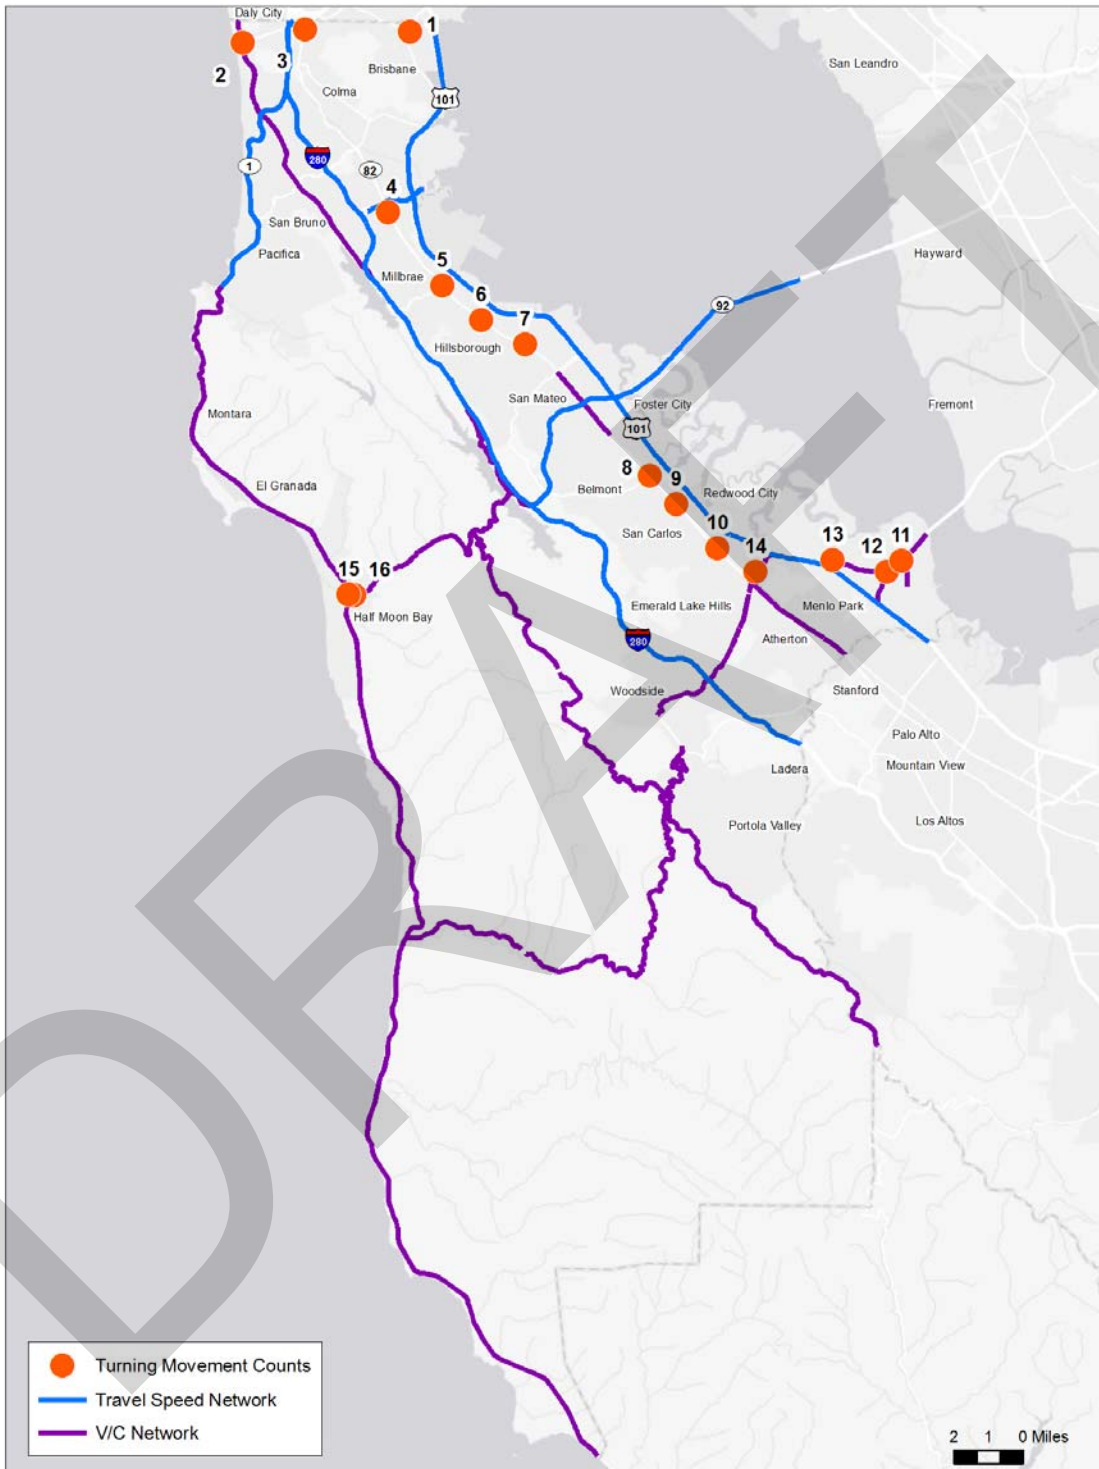 Daly City
1
San Leandro
2
3
Brisbane
Colma
101
280
82
1
4
San Bruno
Pacifica
Hayward
5
Millbrae
6
92
7
Hillsborough
San Mateo
Foster City
Fremont
Montara
101
8
9
El Granada
Belmont
Redwood City
San Carlos
10
13
11
12
14
15 16
Half Moon Bay
Emerald Lake Hills
Menlo Park
280
Atherton
Woodside
Stanford
Palo Alto
Ladera
Mountain View
Portola Valley
Los Altos
DRAFT
Turning Movement Counts
Travel Speed Network
V/C Network
2 1 0 Miles